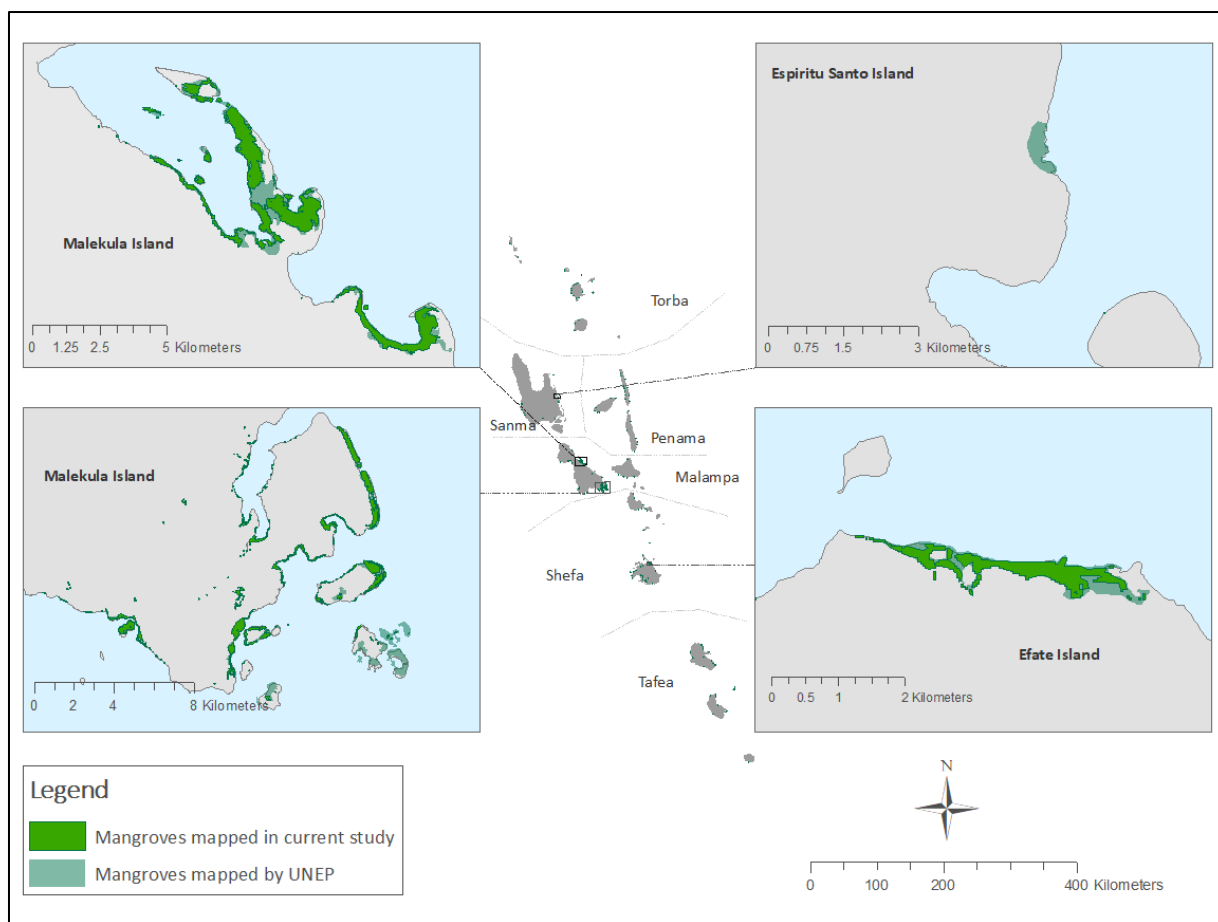 Malekula Island
0 1.25 2.5 5 Kilometers
Espiritu Santo Island
0 0.75 1.5 3 Kilometers
Torba
Sanma
Penama
Malampa
Shefa
Tafea
Malekula Island
0 2 4 8 Kilometers
Efate Island
0 0.5 1 2 Kilometers
Legend
Mangroves mapped in current study
Mangroves mapped by UNEP
N
0 100 200 400 Kilometers